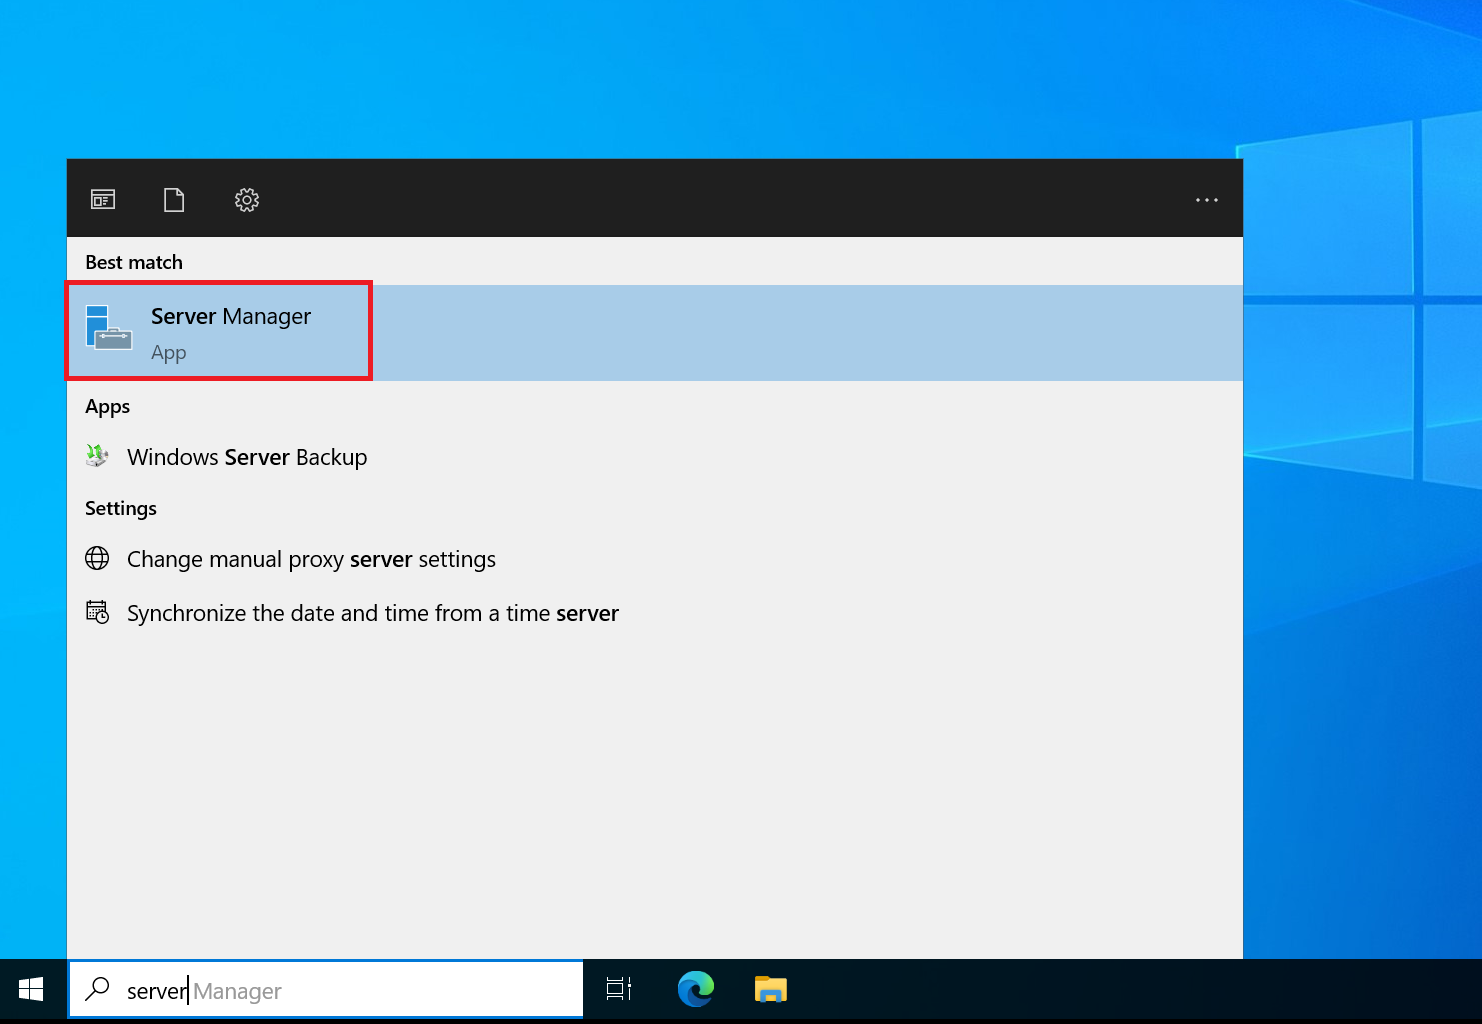 ...
Best match
Server Manager
App
Apps
Windows Server Backup
Settings
Change manual proxy server settings
Synchronize the date and time from a time server
server Manager